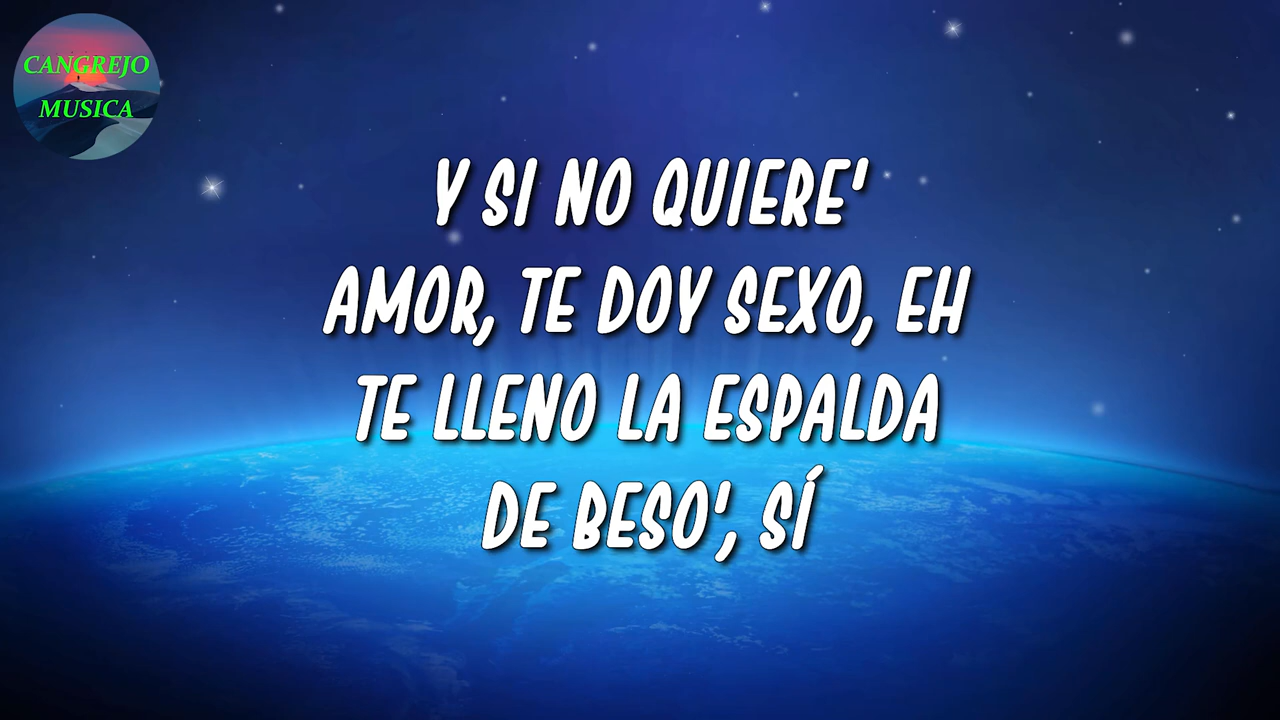 CANGREJO
MUSICA
Y SI NO QUIERE'
AMOR, TE DOY SEXO, EH
TE LLENO LA ESPALDA
DE BESO', SÍ